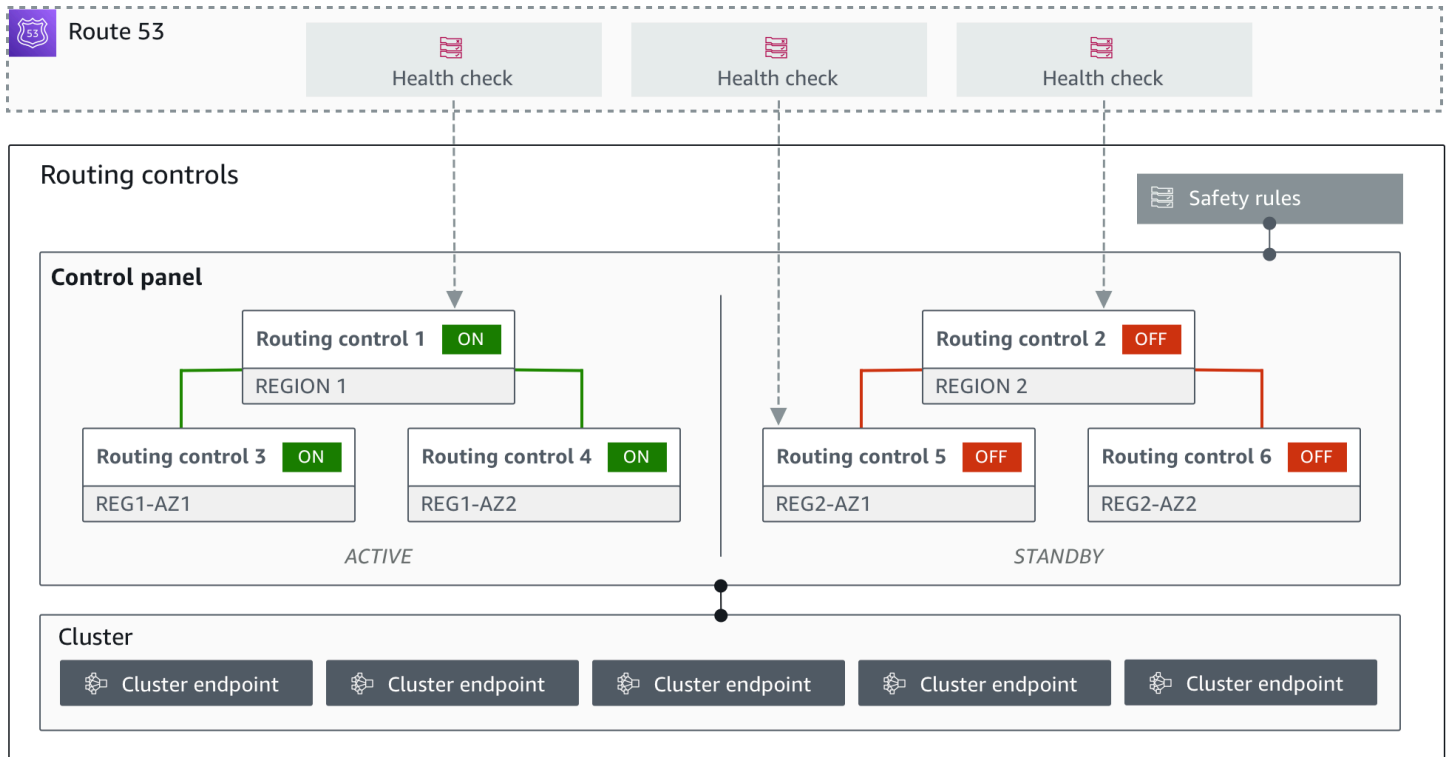 53
Route 53
Health check
Health check
Health check
Routing controls
Safety rules
Control panel
Routing control 1 ON
REGION 1
Routing control 2 OFF
REGION 2
Routing control 3 ON
REG1-AZ1
Routing control 4 ON
REG1-AZ2
Routing control 5 OFF
REG2-AZ1
Routing control 6 OFF
REG2-AZ2
ACTIVE
STANDBY
Cluster
Cluster endpoint
Cluster endpoint
Cluster endpoint
Cluster endpoint
Cluster endpoint